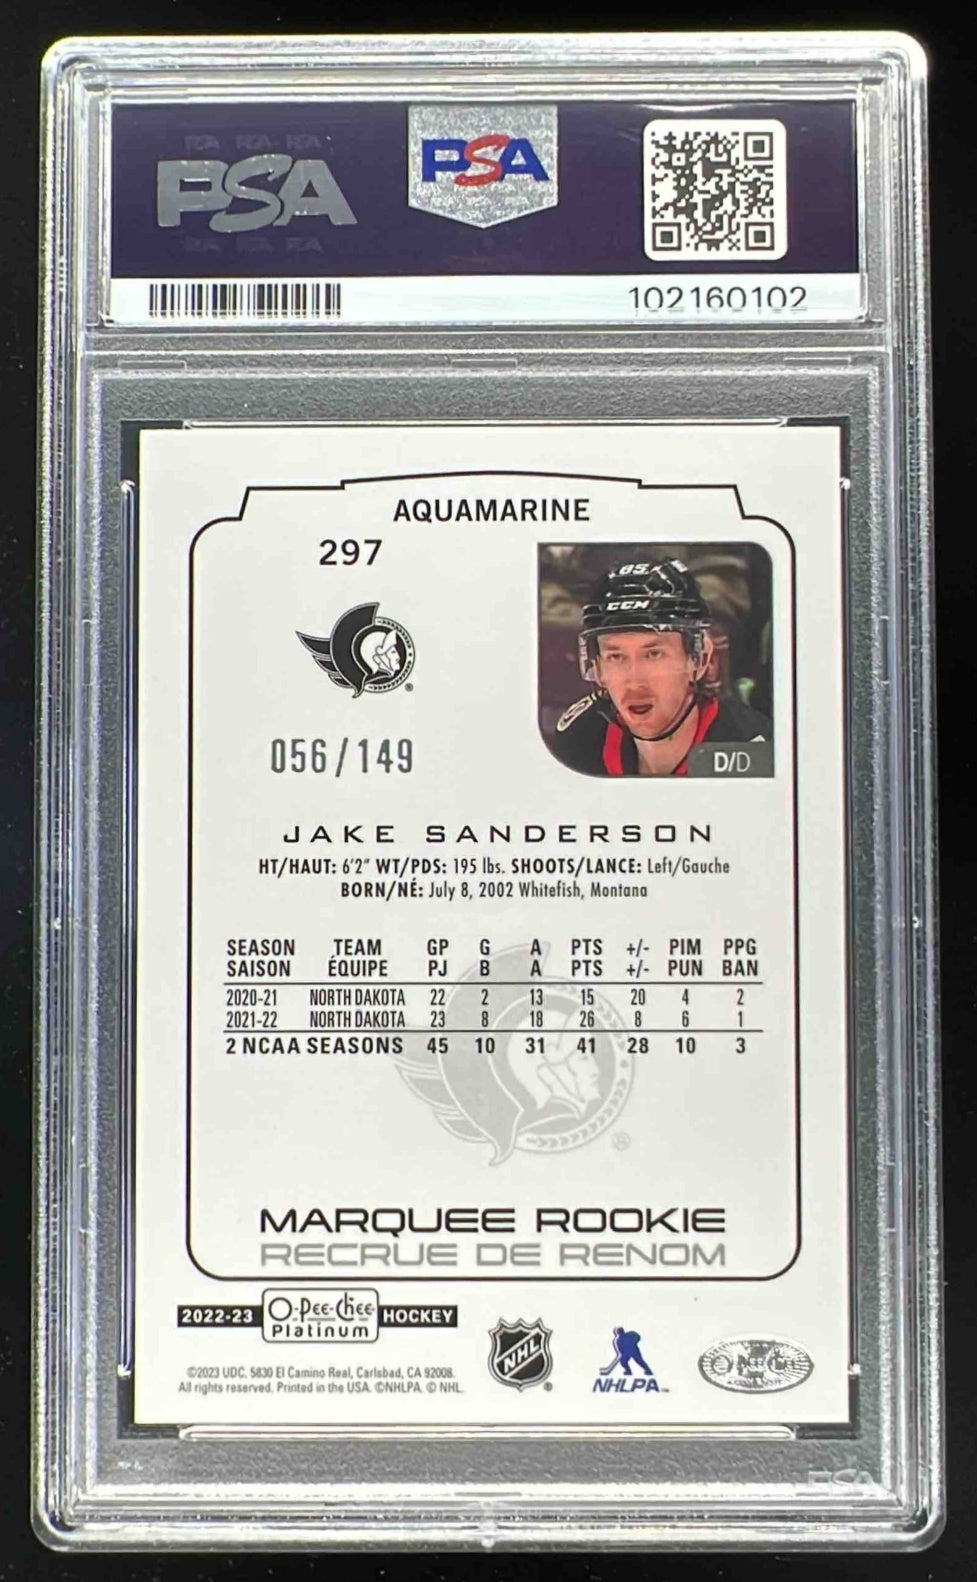 PSA
PSA
102160102
AQUAMARINE
297
85
CCM
056/149
D/D
JAKE SANDERSON
HT/HAUT: 6'2" WT/PDS: 195 lbs. SHOOTS/LANCE: Left/Gauche
BORN/NÉ: July 8, 2002 Whitefish, Montana
SEASON TEAM GP G A PTS +/- PIM PPG
SAISON ÉQUIPE PJ B A PTS +/- PUN BAN
2020-21 NORTH DAKOTA 22 2 13 15 20 4 2
2021-22 NORTH DAKOTA 23 8 18 26 8 6 1
2 NCAA SEASONS 45 10 31 41 28 10 3
MARQUEE ROOKIE
RECRUE DE RENOM
2022-23 O-Pee-Chee Platinum HOCKEY
NHL
NHLPA
©2023 UDC. 5830 El Camino Real, Carlsbad, CA 92008.
All rights reserved. Printed in the USA. ©NHLPA. © NHL.
PSA